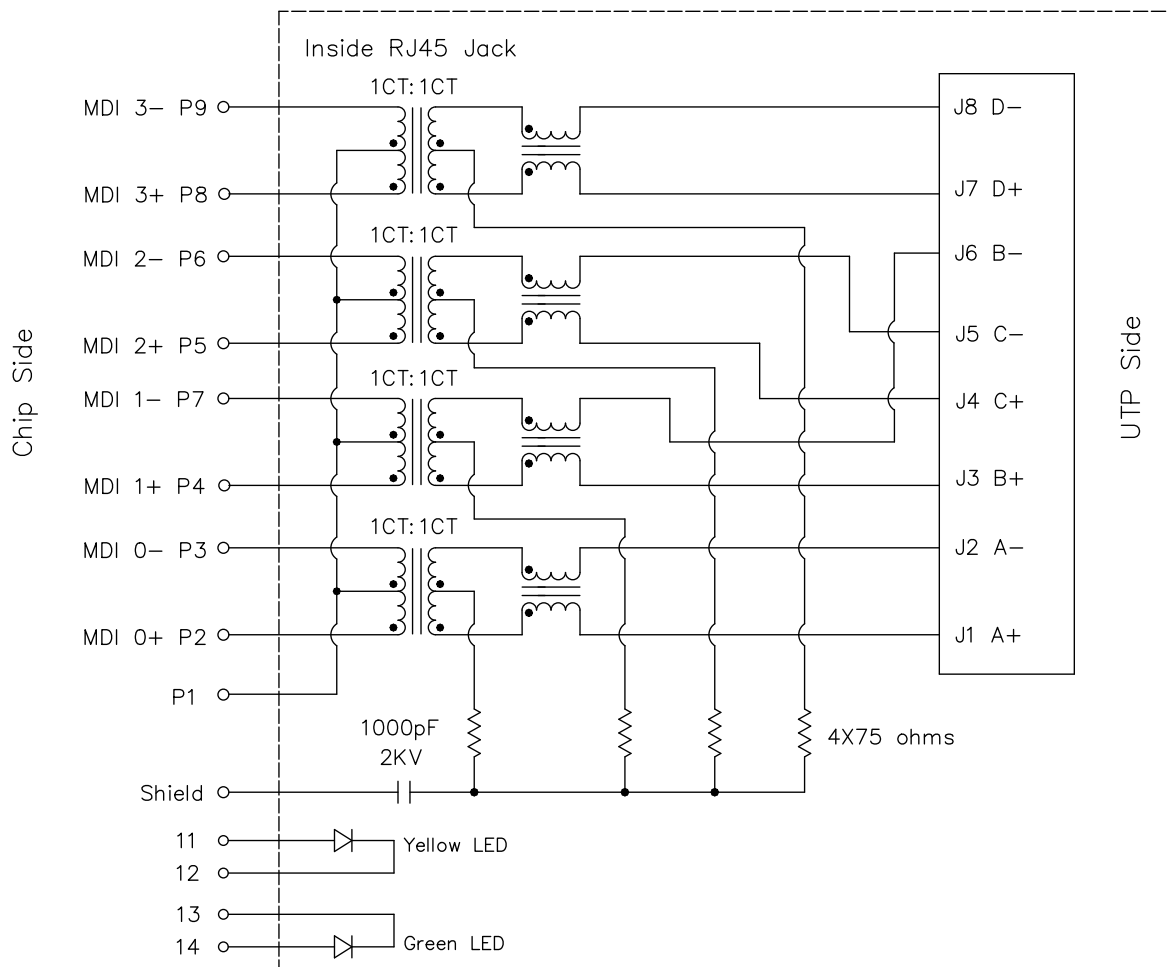 Inside RJ45 Jack
1CT:1CT
MDI 3- P9
J8 D-
MDI 3+ P8
J7 D+
1CT:1CT
MDI 2- P6
J6 B-
J5 C-
MDI 2+ P5
1CT:1CT
MDI 1- P7
J4 C+
Chip Side
UTP Side
MDI 1+ P4
J3 B+
1CT:1CT
MDI 0- P3
J2 A-
MDI 0+ P2
J1 A+
P1
1000pF
2KV
4X75 ohms
Shield
11
Yellow LED
12
13
14
Green LED